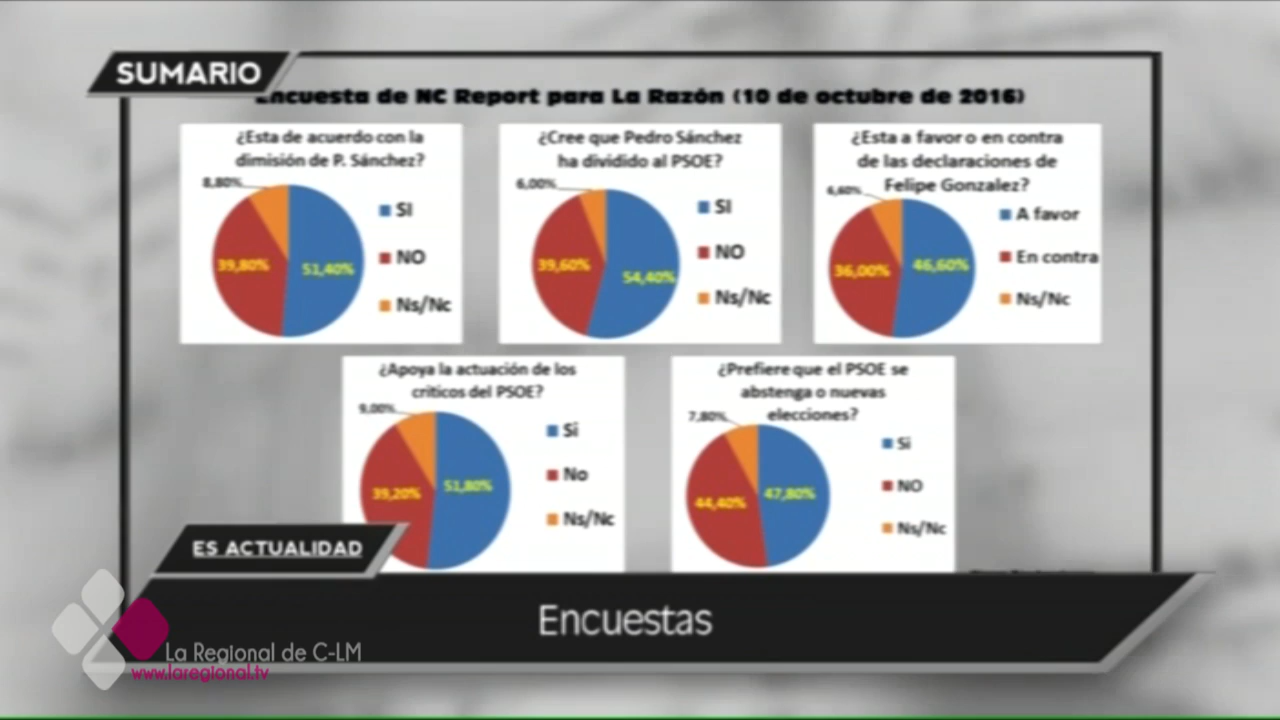 SUMARIO
Encuesta de NC Report para La Razón (10 de octubre de 2016)
¿Esta de acuerdo con la
dimisión de P. Sánchez?
8,80%
39,80%
51,40%
SI
NO
Ns/Nc
¿Cree que Pedro Sánchez
ha dividido al PSOE?
6,00%
39,60%
54,40%
SI
NO
Ns/Nc
¿Esta a favor o en contra
de las declaraciones de
Felipe Gonzalez?
6,60%
36,00%
46,60%
A favor
En contra
Ns/Nc
¿Apoya la actuación de los
criticos del PSOE?
9,00%
39,20%
51,80%
Si
No
Ns/Nc
¿Prefiere que el PSOE se
abstenga o nuevas
elecciones?
7,80%
44,40%
47,80%
Si
NO
Ns/Nc
ES ACTUALIDAD
Encuestas
La Regional de C-LM
www.laregional.tv